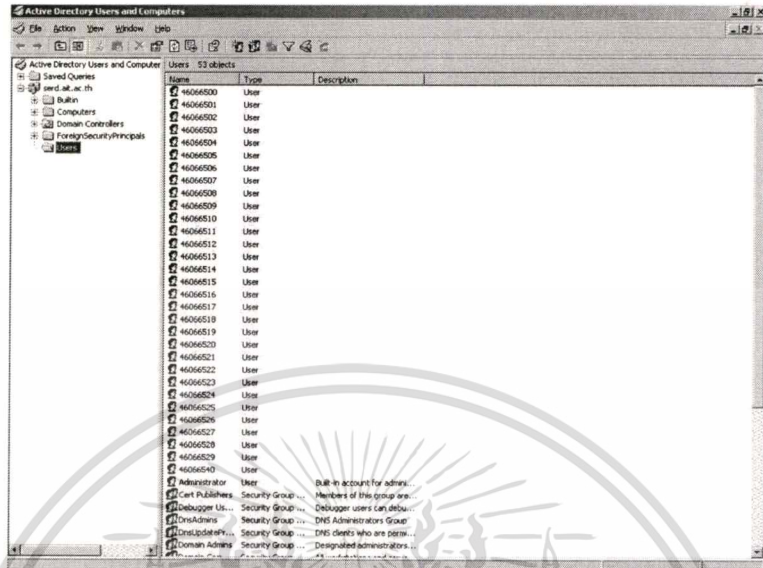 Active Directory Users and Computers
File Action View Window Help
Active Directory Users and Computer
Saved Queries
serd.ait.ac.th
Builtin
Computers
Domain Controllers
ForeignSecurityPrincipals
Users
Users 53 objects
Name Type Description
46066500 User
46066501 User
46066502 User
46066503 User
46066504 User
46066505 User
46066506 User
46066507 User
46066508 User
46066509 User
46066510 User
46066511 User
46066512 User
46066513 User
46066514 User
46066515 User
46066516 User
46066517 User
46066518 User
46066519 User
46066520 User
46066521 User
46066522 User
46066523 User
46066524 User
46066525 User
46066526 User
46066527 User
46066528 User
46066529 User
46066540 User
Administrator User Built-in account for admini...
Cert Publishers Security Group ... Members of this group are...
Debugger Us... Security Group ... Debugger users can debu...
DnsAdmins Security Group ... DNS Administrators Group
DnsUpdatePr... Security Group ... DNS clients who are permi...
Domain Admins Security Group ... Designated administrators...